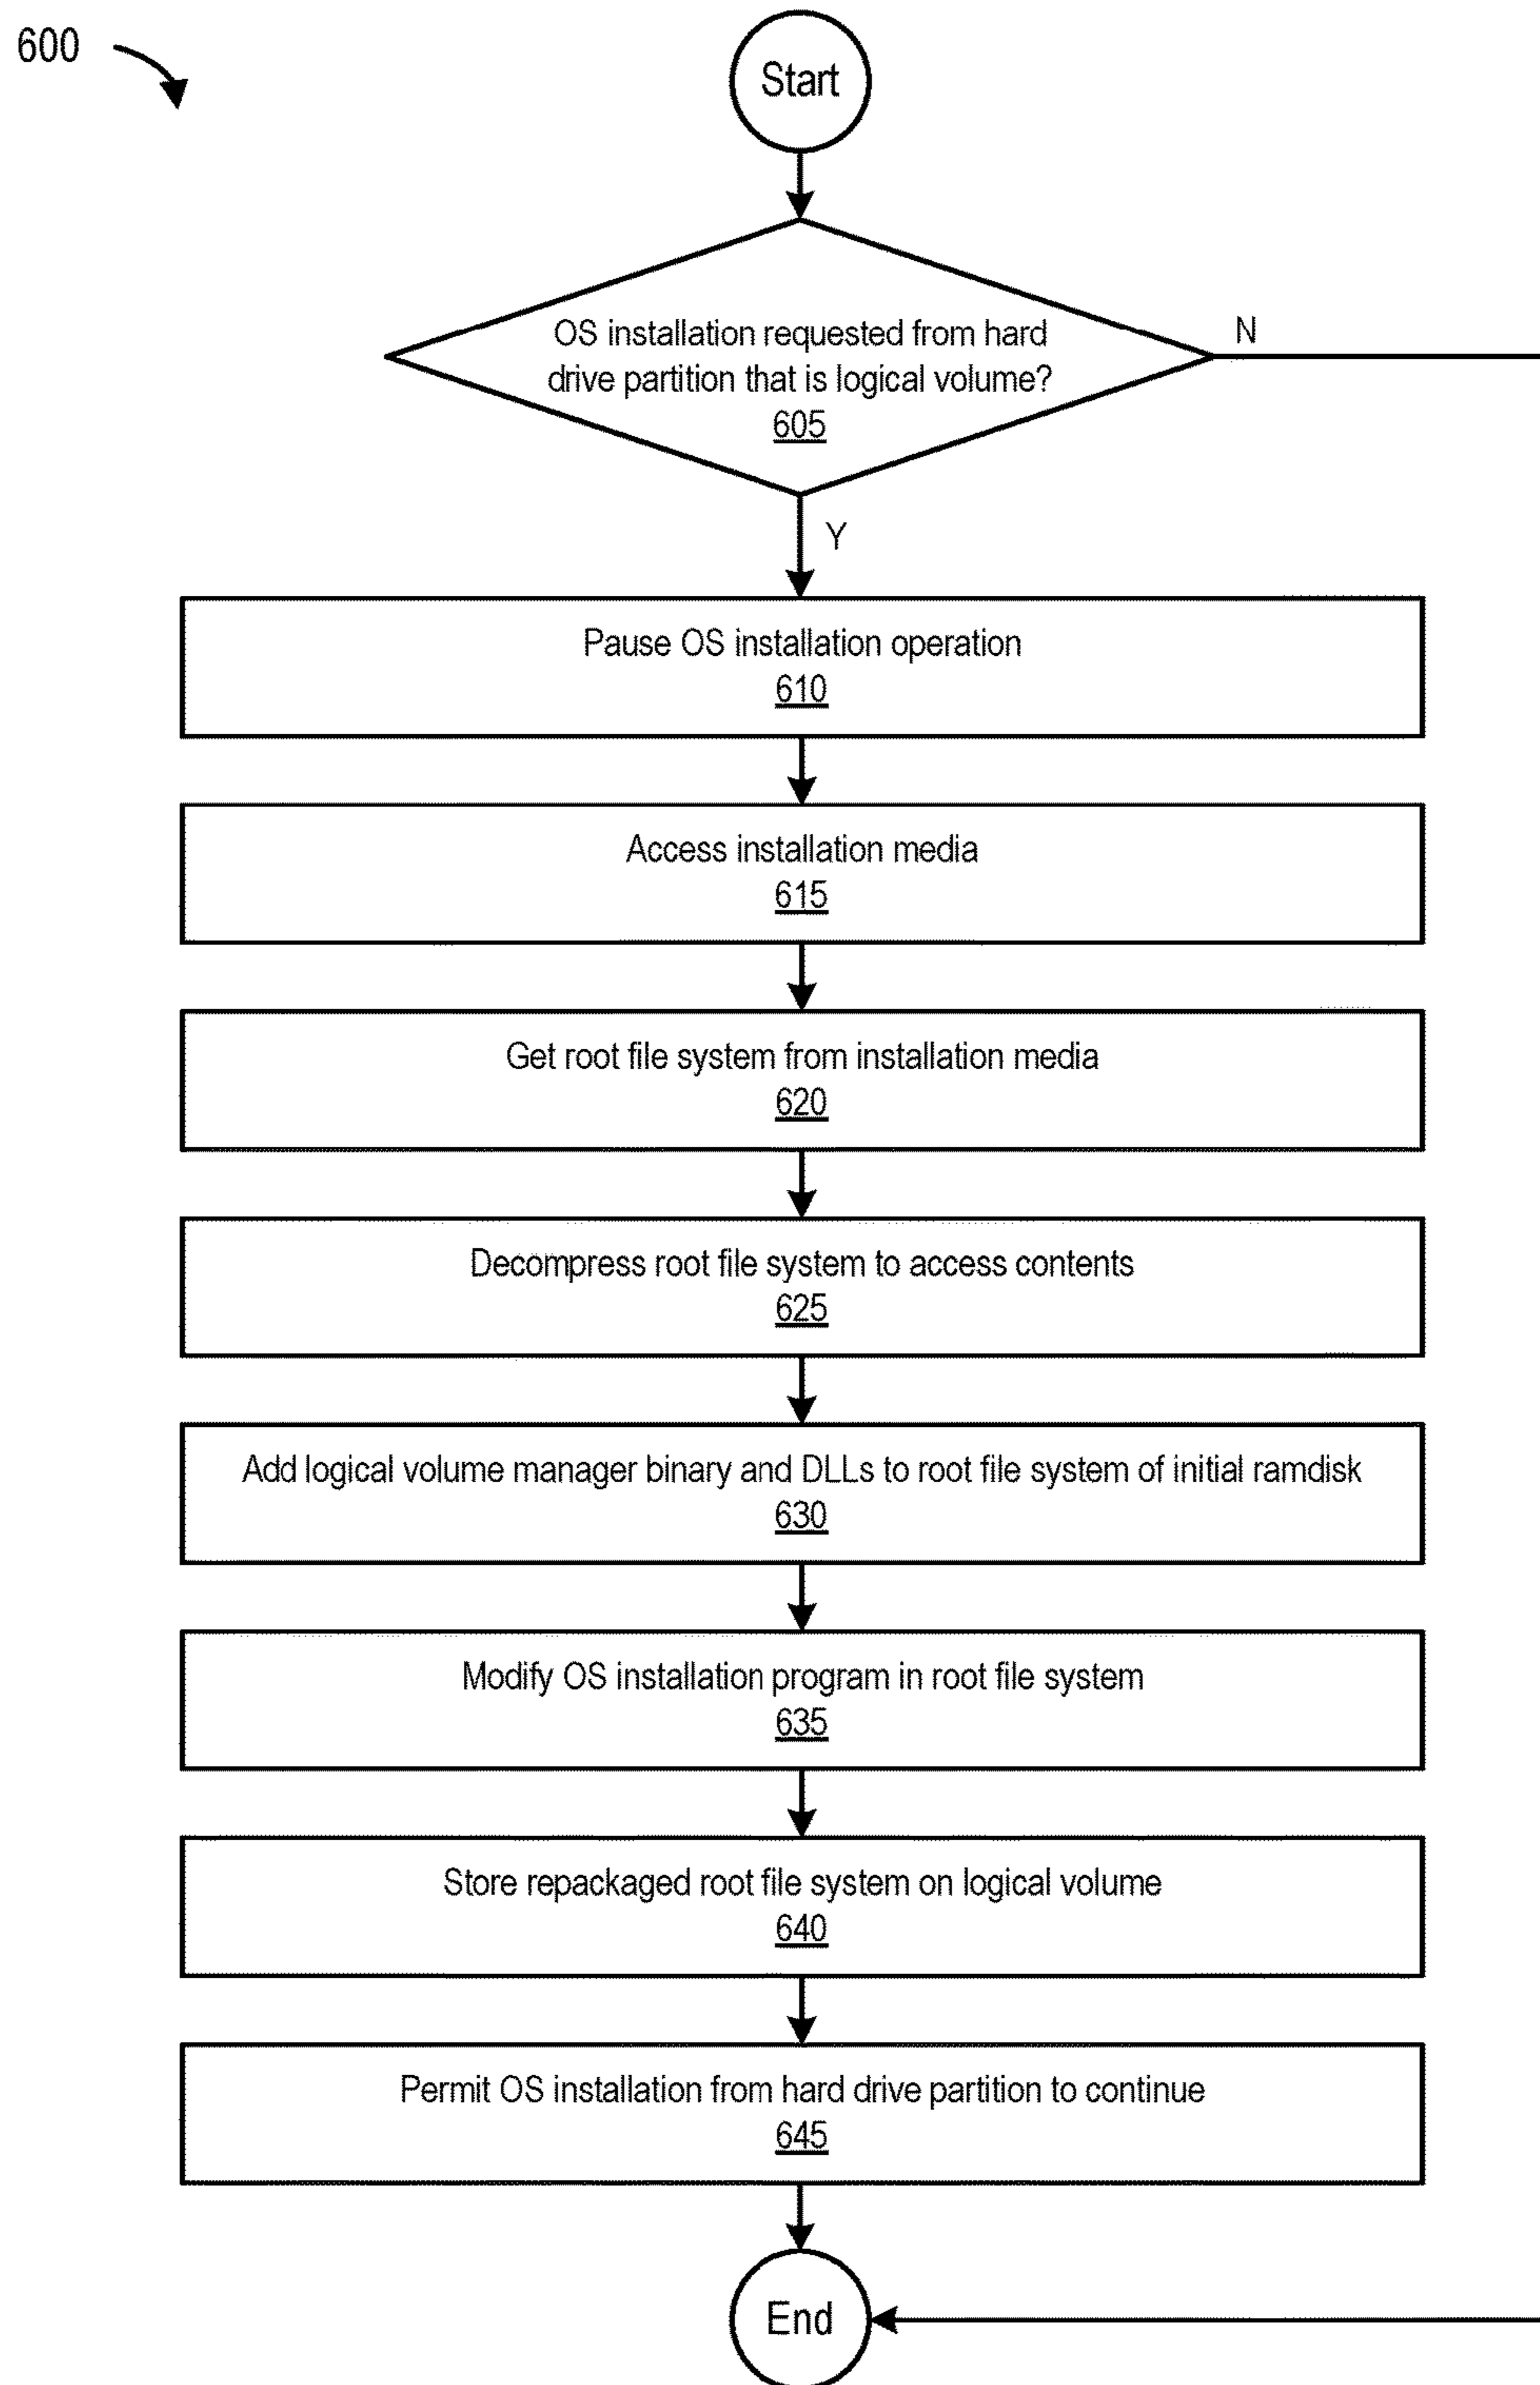 600
Start
OS installation requested from hard
drive partition that is logical volume?
605
N
Y
Pause OS installation operation
610
Access installation media
615
Get root file system from installation media
620
Decompress root file system to access contents
625
Add logical volume manager binary and DLLs to root file system of initial ramdisk
630
Modify OS installation program in root file system
635
Store repackaged root file system on logical volume
640
Permit OS installation from hard drive partition to continue
645
End